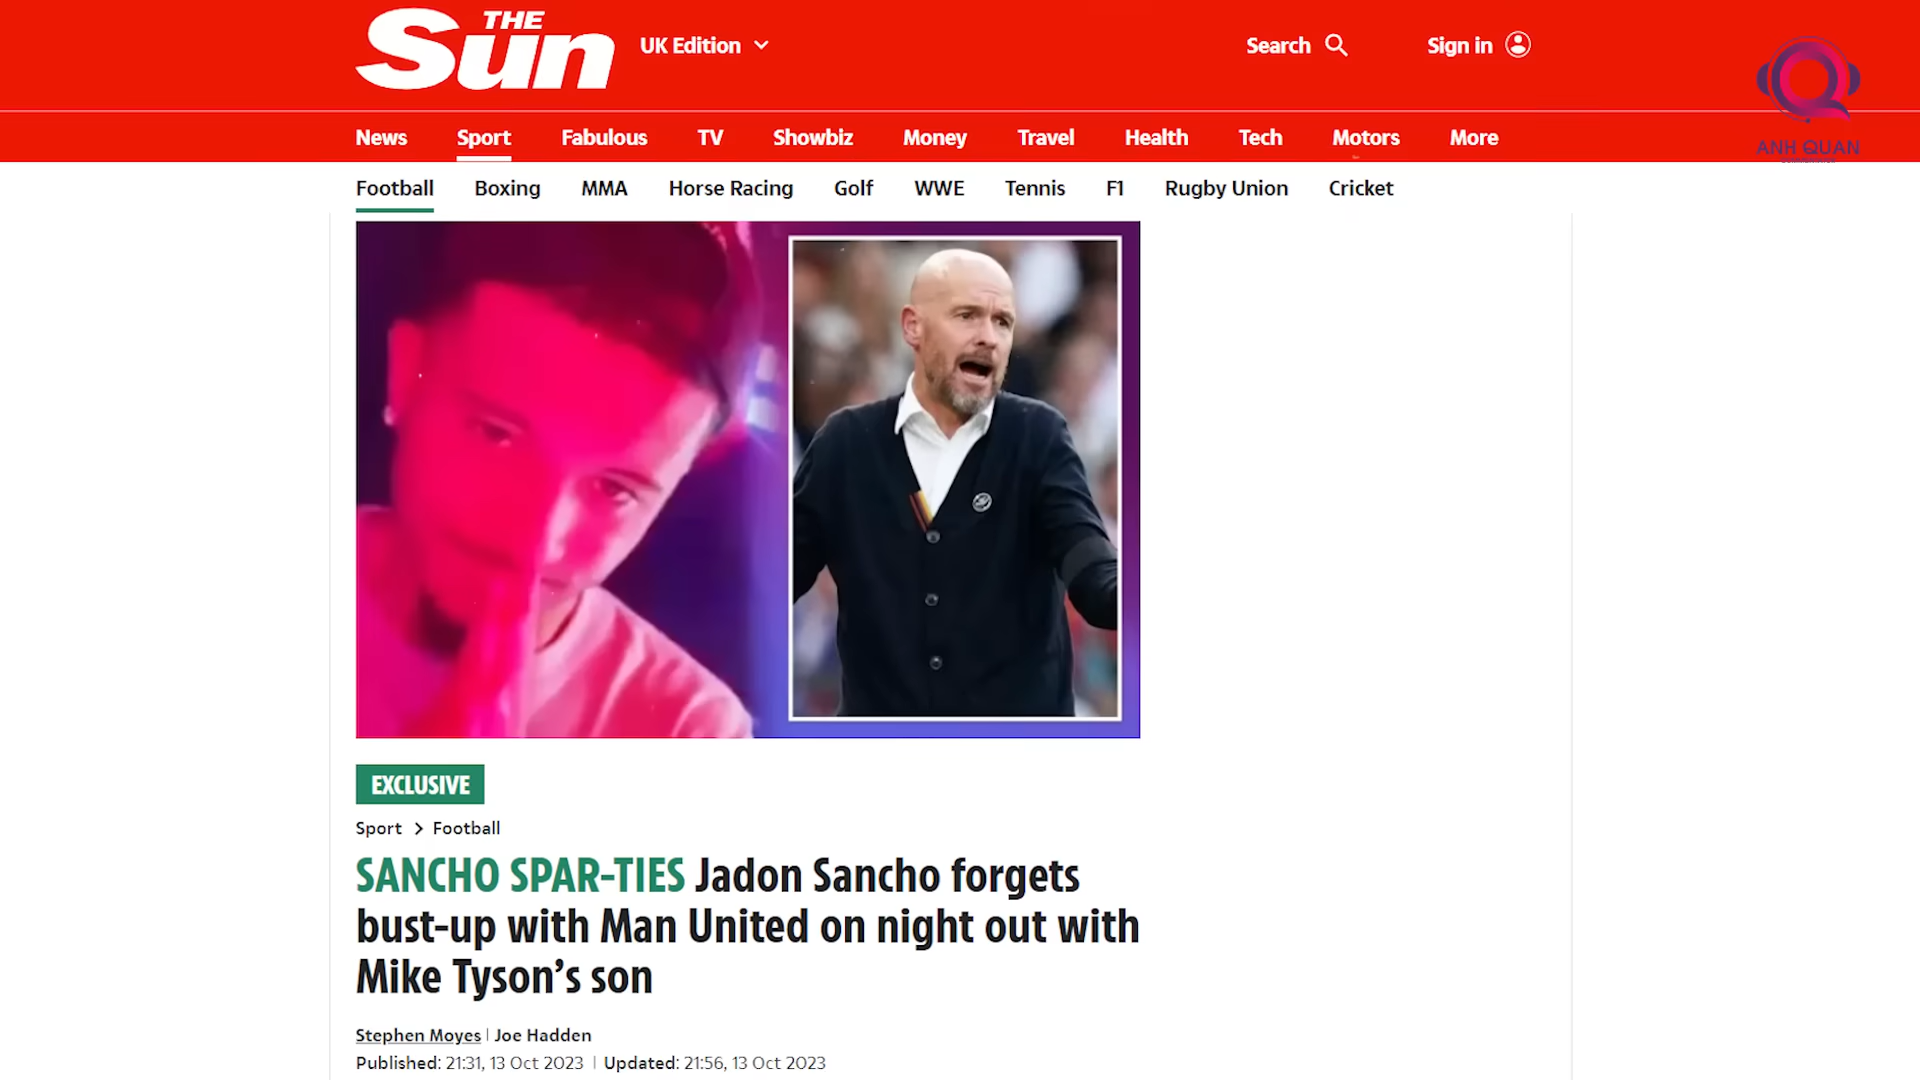 THE Sun
UK Edition
Search
Sign in
News Sport Fabulous TV Showbiz Money Travel Health Tech Motors More
ANH QUAN
Football Boxing MMA Horse Racing Golf WWE Tennis F1 Rugby Union Cricket
EXCLUSIVE
Sport > Football
SANCHO SPAR-TIES Jadon Sancho forgets
bust-up with Man United on night out with
Mike Tyson’s son
Stephen Moyes | Joe Hadden
Published: 21:31, 13 Oct 2023 | Updated: 21:56, 13 Oct 2023